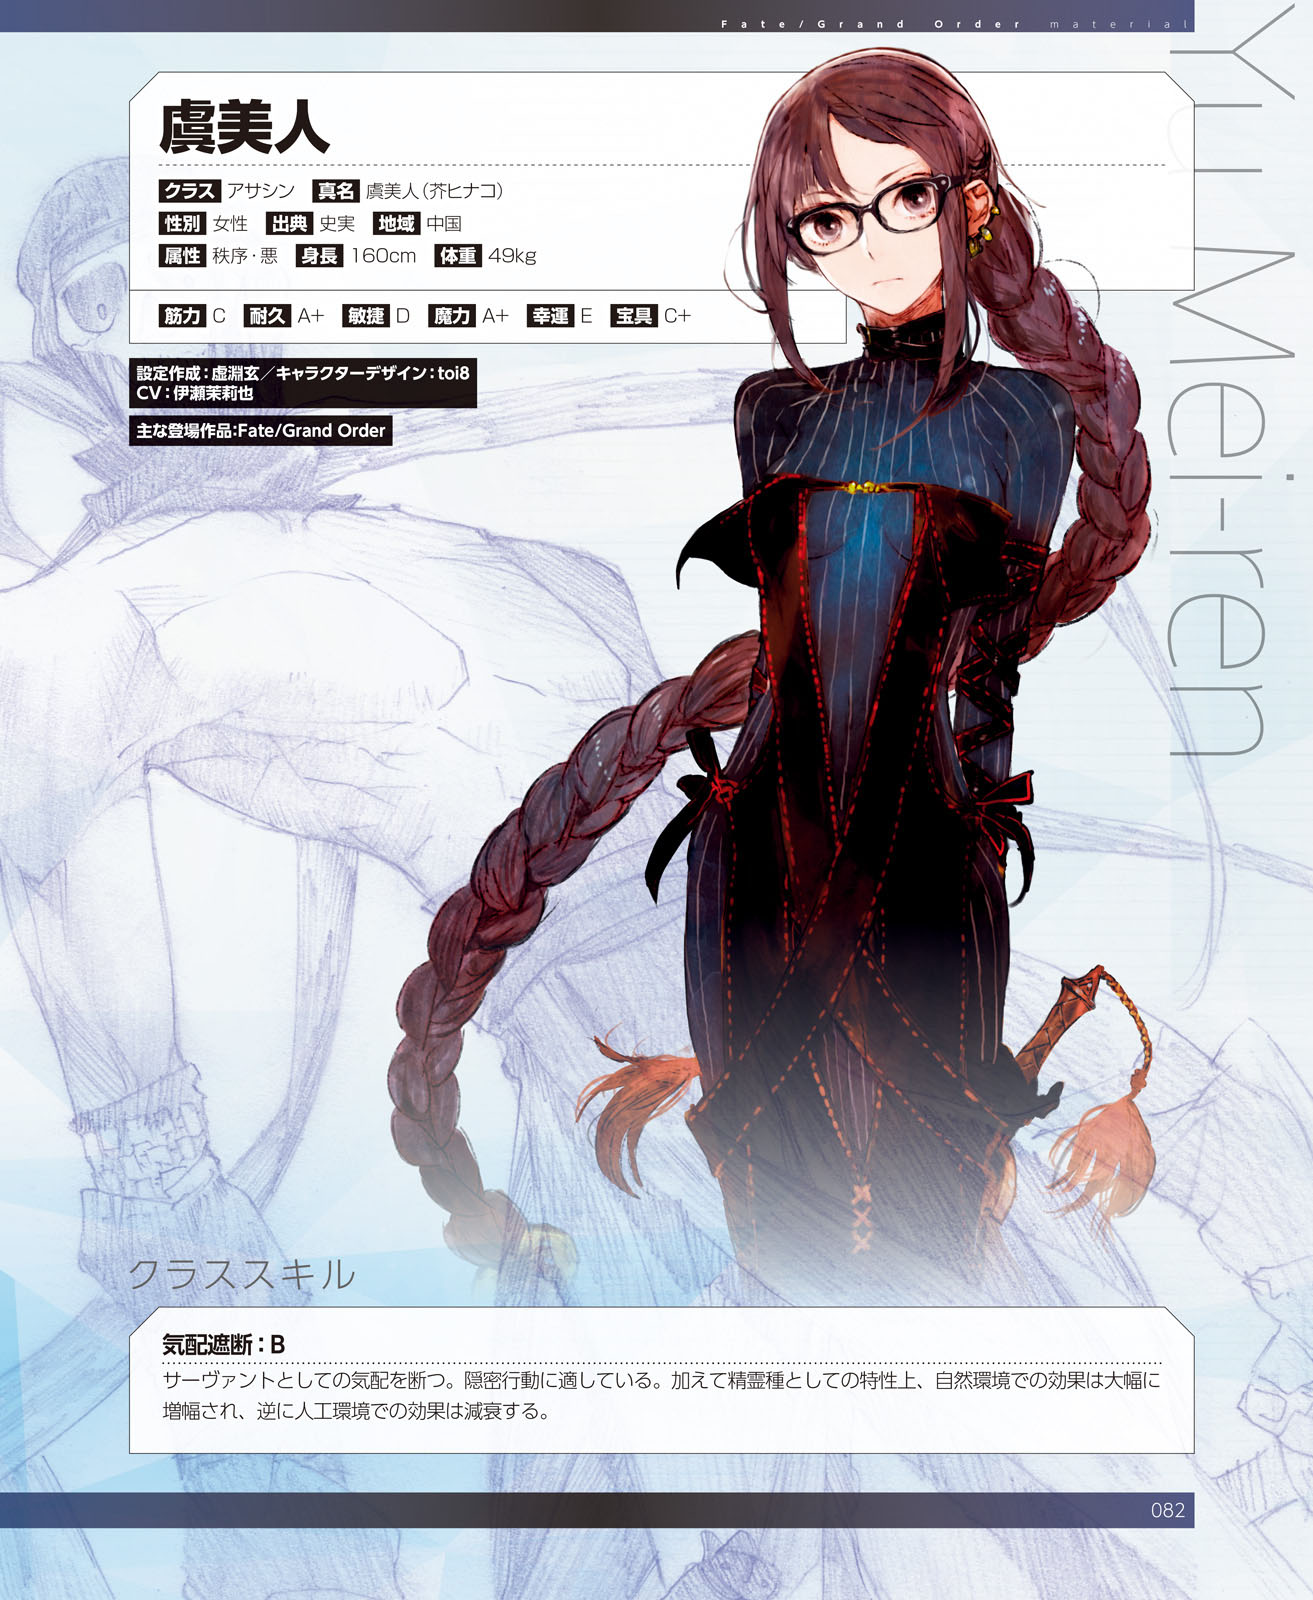 Fate/Grand Order material
Yu Mei-ren
虞美人
クラス アサシン 真名 虞美人(芥ヒナコ)
性別 女性 出典 史実 地域 中国
属性 秩序・悪 身長 160cm 体重 49kg
筋力 C 耐久 A+ 敏捷 D 魔力 A+ 幸運 E 宝具 C+
設定作成:虚淵玄／キャラクターデザイン:toi8
CV:伊瀬茉莉也
主な登場作品:Fate/Grand Order
クラススキル
気配遮断:B
サーヴァントとしての気配を断つ。隠密行動に適している。加えて精霊種としての特性上、自然環境での効果は大幅に
増幅され、逆に人工環境での効果は減衰する。
082